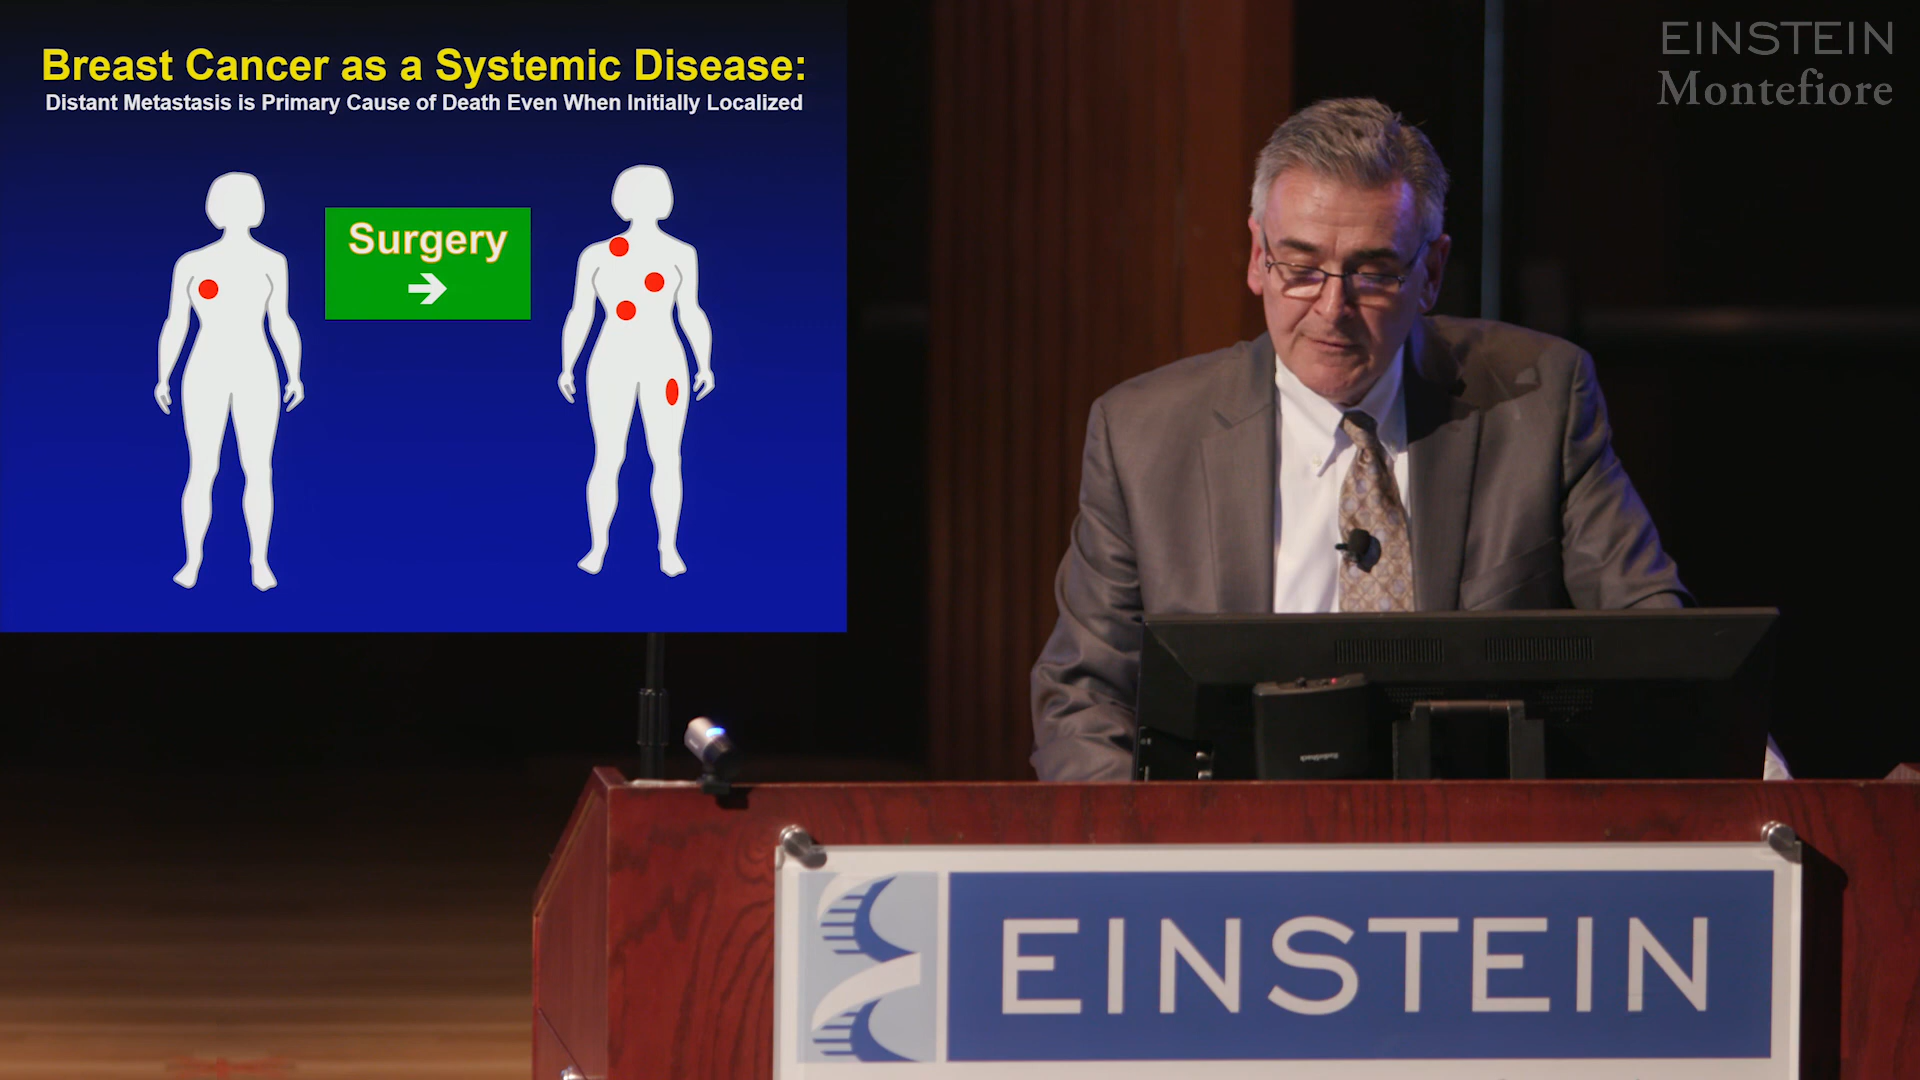 Breast Cancer as a Systemic Disease:
Distant Metastasis is Primary Cause of Death Even When Initially Localized
Surgery
EINSTEIN
Montefiore
EINSTEIN